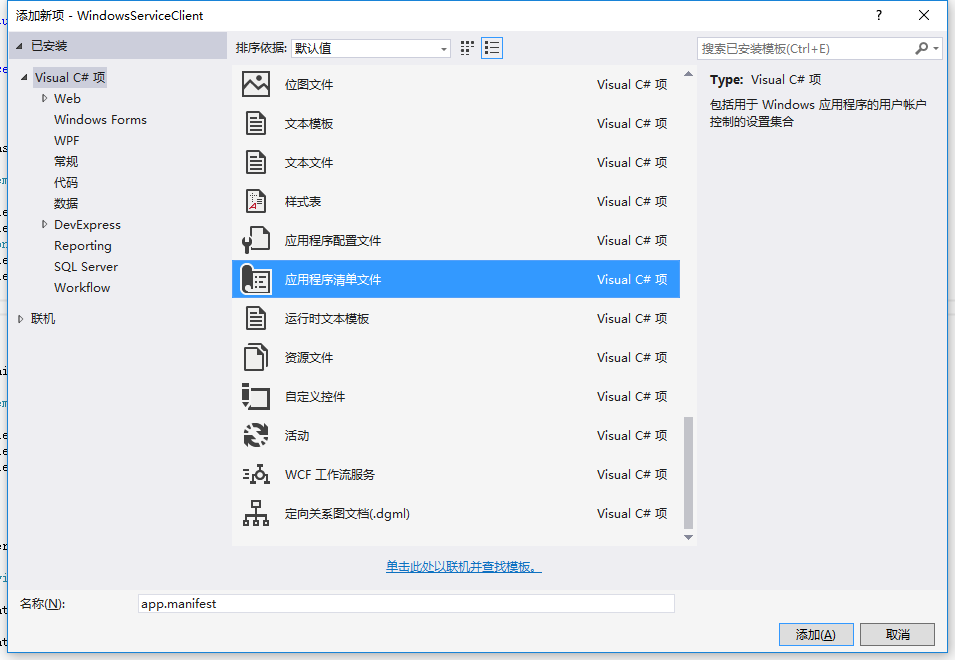 添加新项 - WindowsServiceClient
?
已安装
排序依据: 默认值
搜索已安装模板(Ctrl+E)
Visual C# 项
Web
Windows Forms
WPF
常规
代码
数据
DevExpress
Reporting
SQL Server
Workflow
联机
位图文件 Visual C# 项
文本模板 Visual C# 项
文本文件 Visual C# 项
样式表 Visual C# 项
应用程序配置文件 Visual C# 项
应用程序清单文件 Visual C# 项
运行时文本模板 Visual C# 项
资源文件 Visual C# 项
自定义控件 Visual C# 项
活动 Visual C# 项
WCF 工作流服务 Visual C# 项
定向关系图文档(.dgml) Visual C# 项
单击此处以联机并查找模板。
Type: Visual C# 项
包括用于 Windows 应用程序的用户帐户
控制的设置集合
名称(N): app.manifest
添加(A) 取消